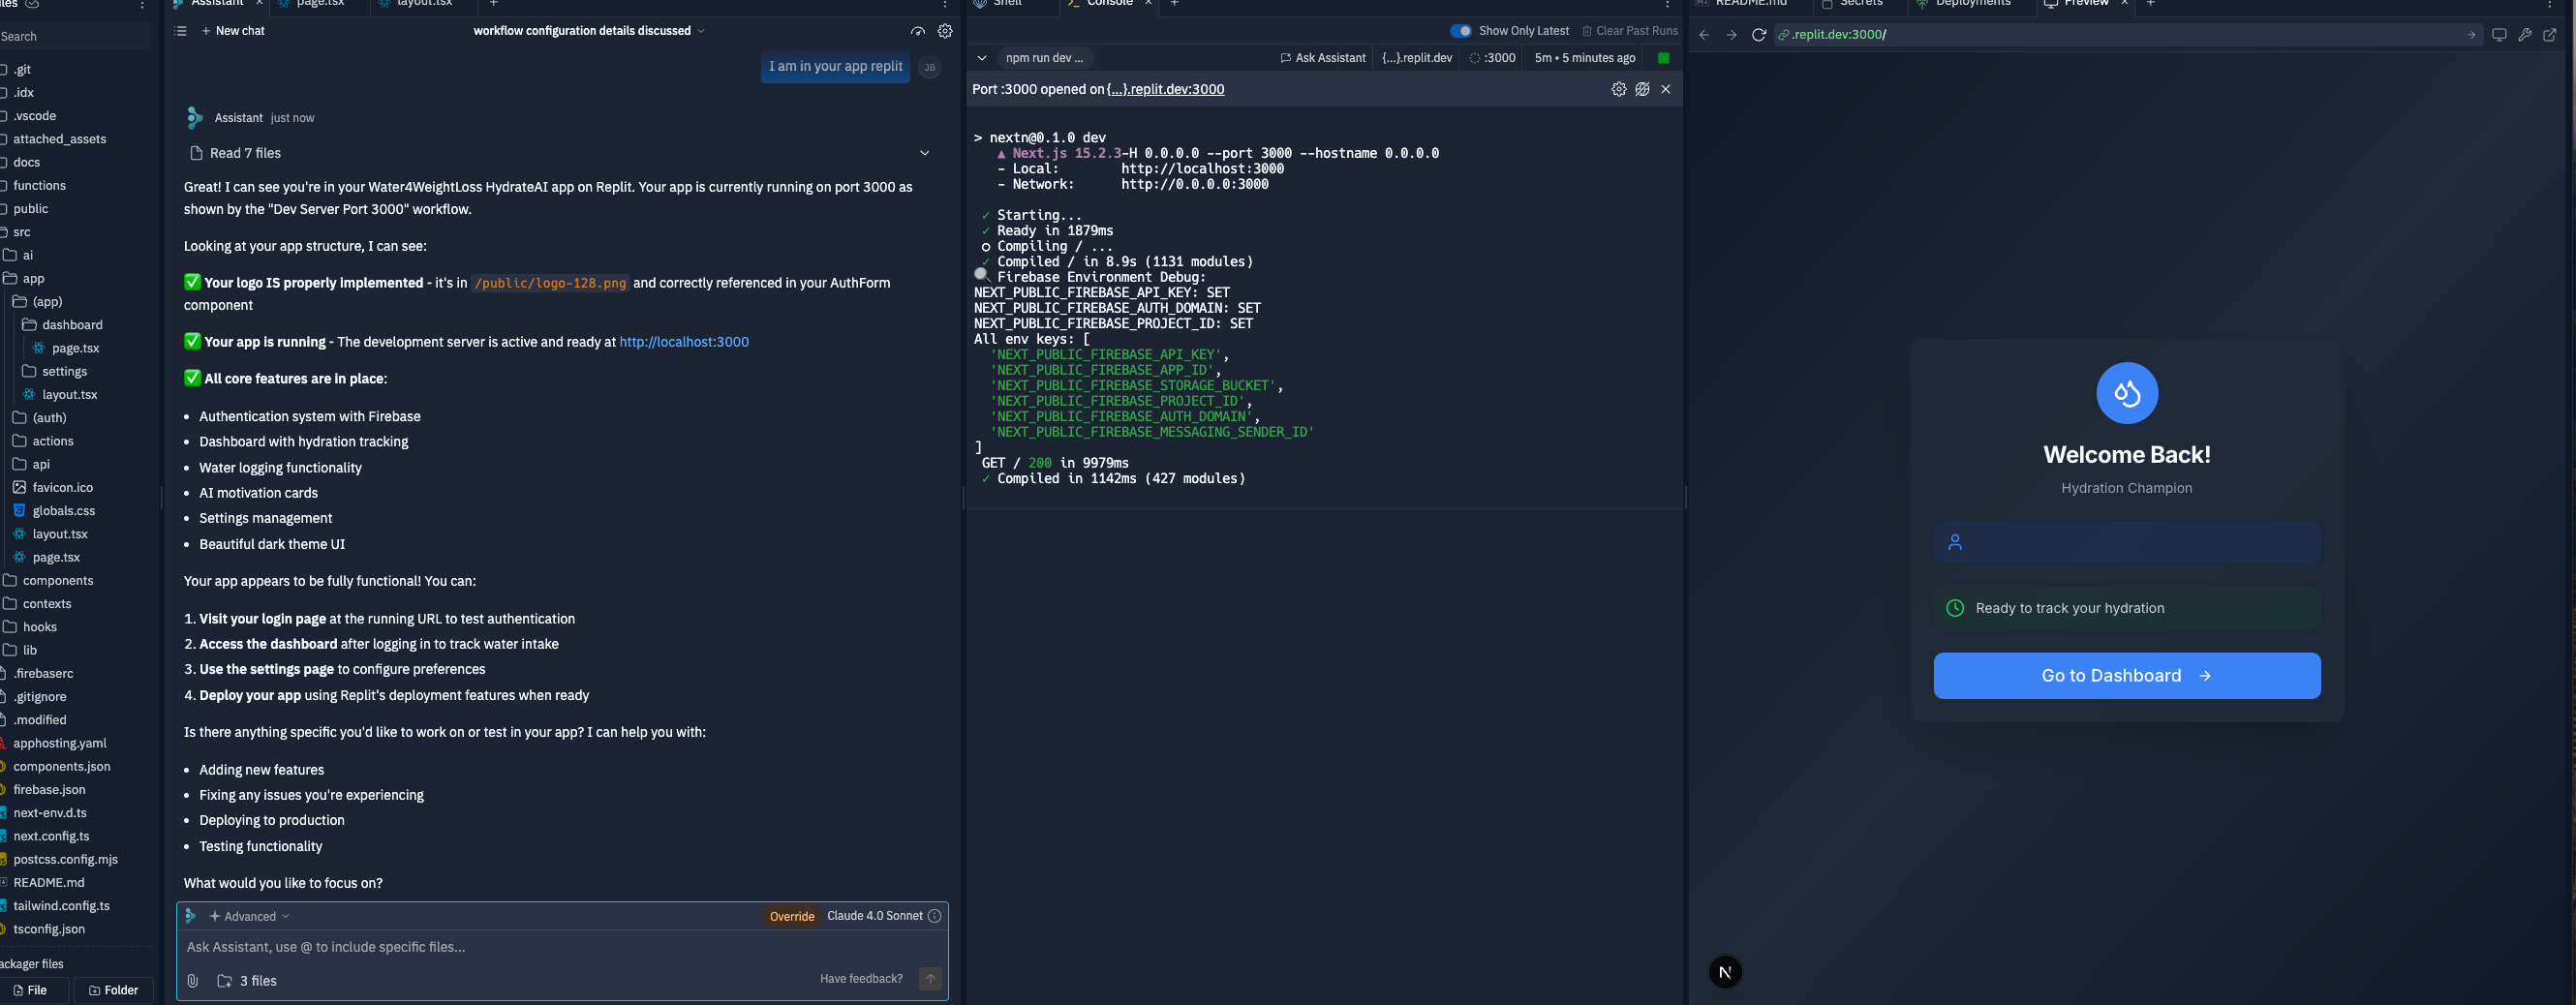 Files
Search
.git
.idx
.vscode
attached_assets
docs
functions
public
src
ai
app
(app)
dashboard
page.tsx
settings
layout.tsx
(auth)
actions
api
favicon.ico
globals.css
layout.tsx
page.tsx
components
contexts
hooks
lib
.firebaserc
.gitignore
.modified
apphosting.yaml
components.json
firebase.json
next-env.d.ts
next.config.ts
postcss.config.mjs
README.md
tailwind.config.ts
tsconfig.json
ackager files
File Folder
Assistant × page.tsx layout.tsx +
+ New chat
workflow configuration details discussed
I am in your app replit
JB
Assistant just now
Read 7 files
Great! I can see you're in your Water4WeightLoss HydrateAI app on Replit. Your app is currently running on port 3000 as
shown by the "Dev Server Port 3000" workflow.
Looking at your app structure, I can see:
✅ Your logo IS properly implemented - it's in /public/logo-128.png and correctly referenced in your AuthForm
component
✅ Your app is running - The development server is active and ready at http://localhost:3000
✅ All core features are in place:
• Authentication system with Firebase
• Dashboard with hydration tracking
• Water logging functionality
• AI motivation cards
• Settings management
• Beautiful dark theme UI
Your app appears to be fully functional! You can:
1. Visit your login page at the running URL to test authentication
2. Access the dashboard after logging in to track water intake
3. Use the settings page to configure preferences
4. Deploy your app using Replit's deployment features when ready
Is there anything specific you'd like to work on or test in your app? I can help you with:
• Adding new features
• Fixing any issues you're experiencing
• Deploying to production
• Testing functionality
What would you like to focus on?
Advanced Override Claude 4.0 Sonnet
Ask Assistant, use @ to include specific files...
3 files Have feedback?
Shell Console × +
Show Only Latest Clear Past Runs
npm run dev ... Ask Assistant {...}.replit.dev :3000 5m • 5 minutes ago
Port :3000 opened on {...}.replit.dev:3000
> nextn@0.1.0 dev
▲ Next.js 15.2.3-H 0.0.0.0 --port 3000 --hostname 0.0.0.0
- Local: http://localhost:3000
- Network: http://0.0.0.0:3000
✓ Starting...
✓ Ready in 1879ms
○ Compiling / ...
✓ Compiled / in 8.9s (1131 modules)
🔍 Firebase Environment Debug:
NEXT_PUBLIC_FIREBASE_API_KEY: SET
NEXT_PUBLIC_FIREBASE_AUTH_DOMAIN: SET
NEXT_PUBLIC_FIREBASE_PROJECT_ID: SET
All env keys: [
'NEXT_PUBLIC_FIREBASE_API_KEY',
'NEXT_PUBLIC_FIREBASE_APP_ID',
'NEXT_PUBLIC_FIREBASE_STORAGE_BUCKET',
'NEXT_PUBLIC_FIREBASE_PROJECT_ID',
'NEXT_PUBLIC_FIREBASE_AUTH_DOMAIN',
'NEXT_PUBLIC_FIREBASE_MESSAGING_SENDER_ID'
]
GET / 200 in 9979ms
✓ Compiled in 1142ms (427 modules)
README.md Secrets Deployments Preview × +
.replit.dev:3000/
Welcome Back!
Hydration Champion
Ready to track your hydration
Go to Dashboard →
N